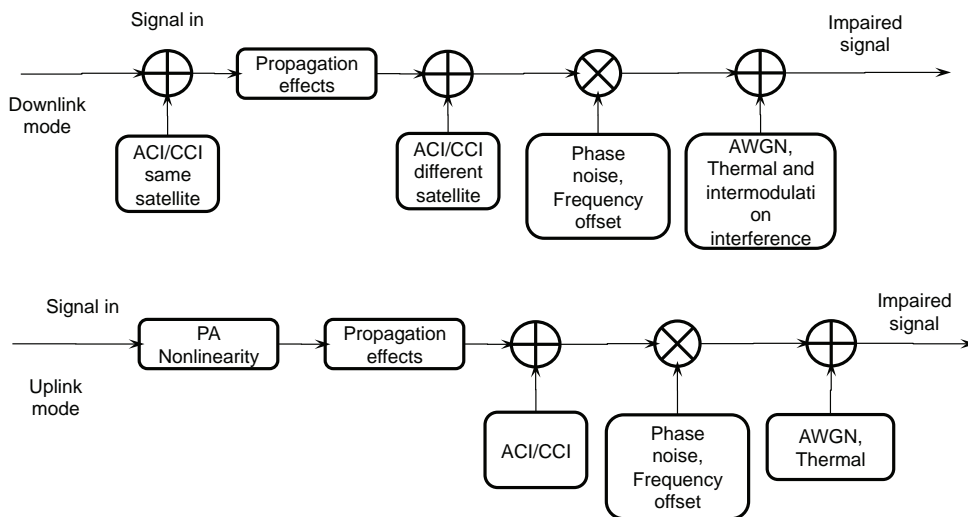 Signal in
Impaired
signal
Propagation
effects
Downlink
mode
ACI/CCI
same
satellite
ACI/CCI
different
satellite
Phase
noise,
Frequency
offset
AWGN,
Thermal and
intermodulati
on
interference
Signal in
Impaired
signal
PA
Nonlinearity
Propagation
effects
Uplink
mode
ACI/CCI
Phase
noise,
Frequency
offset
AWGN,
Thermal